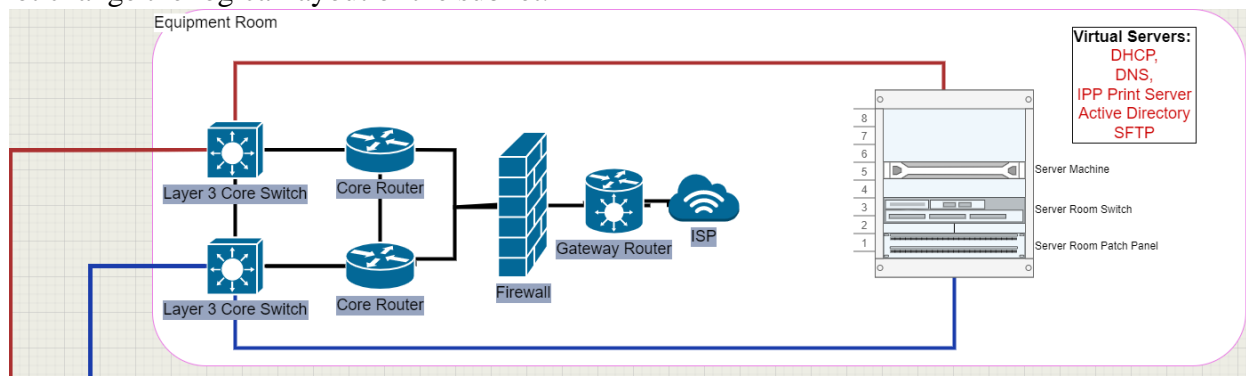 Equipment Room
Virtual Servers:
DHCP,
DNS,
IPP Print Server
Active Directory
SFTP
8
7
6
5
4
3
2
1
Server Machine
Server Room Switch
Server Room Patch Panel
Layer 3 Core Switch
Core Router
Layer 3 Core Switch
Core Router
Firewall
Gateway Router
ISP